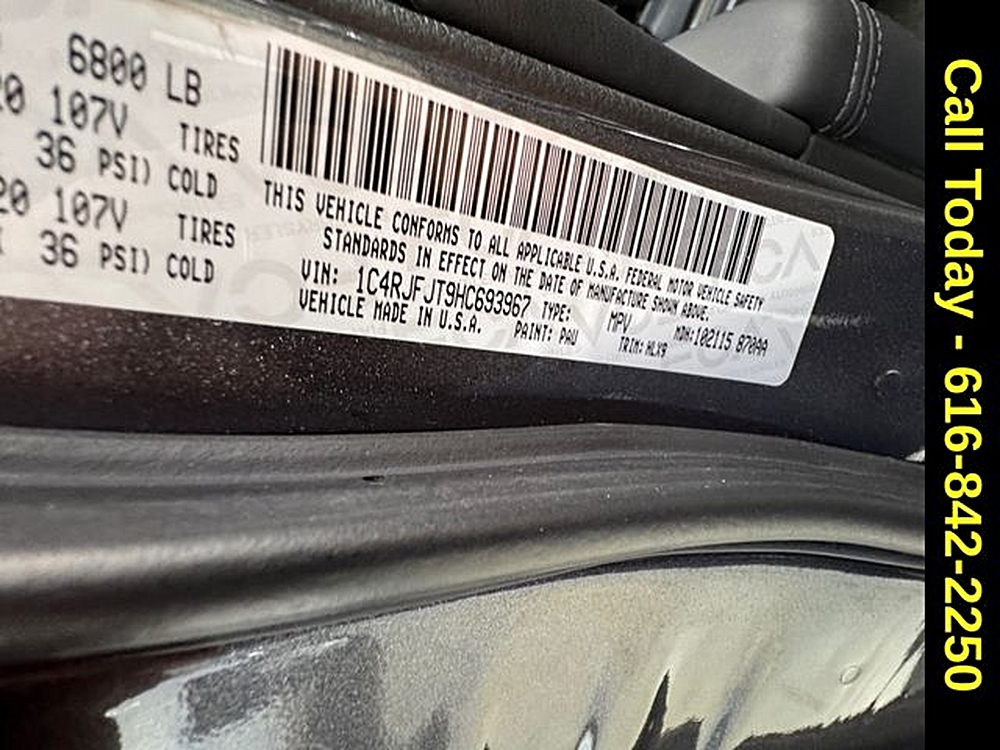 6800 LB
20 107V TIRES
36 PSI) COLD
20 107V TIRES
36 PSI) COLD
THIS VEHICLE CONFORMS TO ALL APPLICABLE U.S.A. FEDERAL MOTOR VEHICLE SAFETY
STANDARDS IN EFFECT ON THE DATE OF MANUFACTURE SHOWN ABOVE.
VIN: 1C4RJFJT9HC693967 TYPE: MPV MDH:102115 870AA
VEHICLE MADE IN U.S.A. PAINT: PAU TRIM: HLX9
Call Today - 616-842-2250